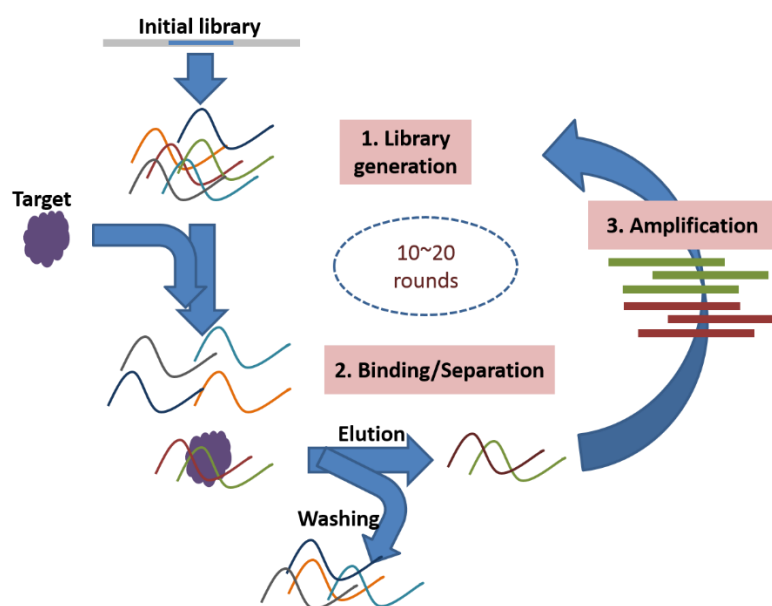 Initial library
1. Library
generation
Target
3. Amplification
10~20
rounds
2. Binding/Separation
Elution
Washing